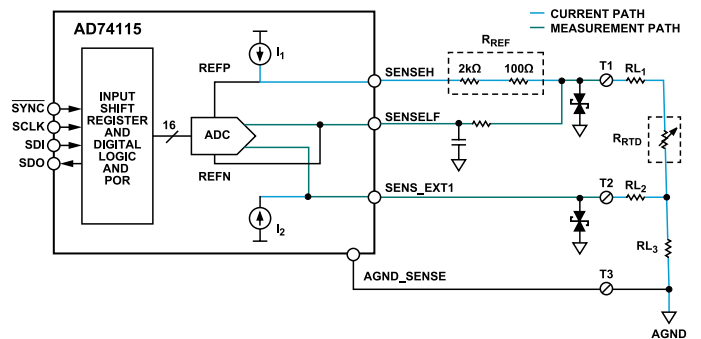 CURRENT PATH
MEASUREMENT PATH
AD74115
I1
RREF
REFP
SENSEH
2kΩ
100Ω
T1
RL1
SYNC
SCLK
SDI
SDO
INPUT
SHIFT
REGISTER
AND
DIGITAL
LOGIC
AND
POR
16
ADC
SENSELF
RRTD
REFN
SENS_EXT1
T2
RL2
I2
RL3
AGND_SENSE
T3
AGND